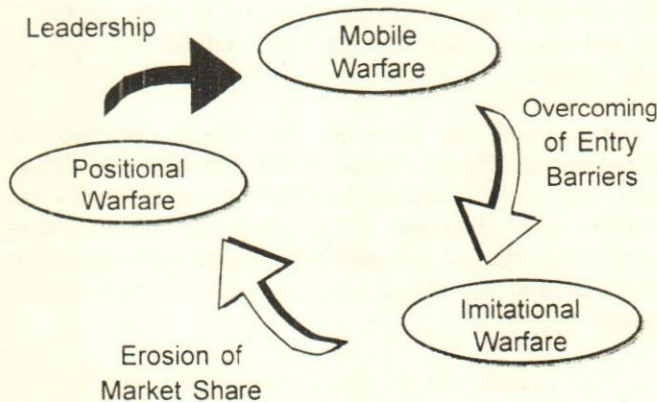 Leadership
Mobile
Warfare
Overcoming
of Entry
Barriers
Positional
Warfare
Imitational
Warfare
Erosion of
Market Share